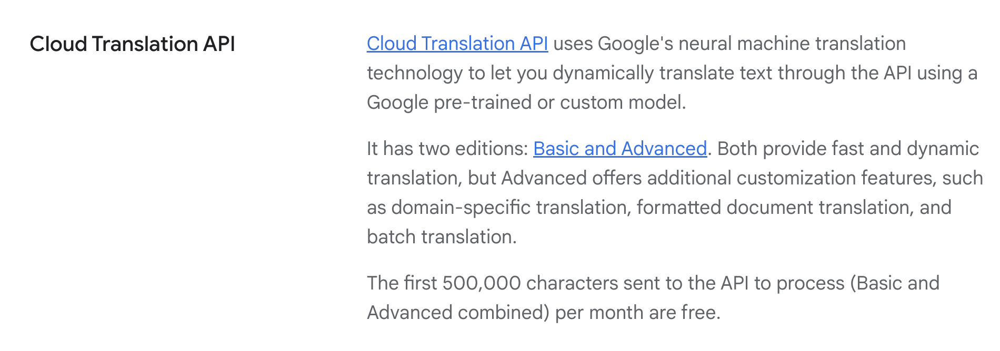 Cloud Translation API
Cloud Translation API uses Google's neural machine translation
technology to let you dynamically translate text through the API using a
Google pre-trained or custom model.
It has two editions: Basic and Advanced. Both provide fast and dynamic
translation, but Advanced offers additional customization features, such
as domain-specific translation, formatted document translation, and
batch translation.
The first 500,000 characters sent to the API to process (Basic and
Advanced combined) per month are free.